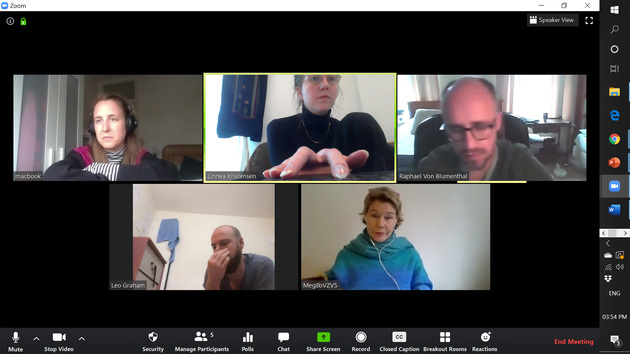 Zoom
Speaker View
macbook
Linnea Kristensen
Raphael Von Blumenthal
Leo Graham
Meg8bVZV5
ENG
03:54 PM
5
Mute
Stop Video
Security
Manage Participants
Polls
Chat
Share Screen
Record
CC
Closed Caption
Breakout Rooms
Reactions
End Meeting